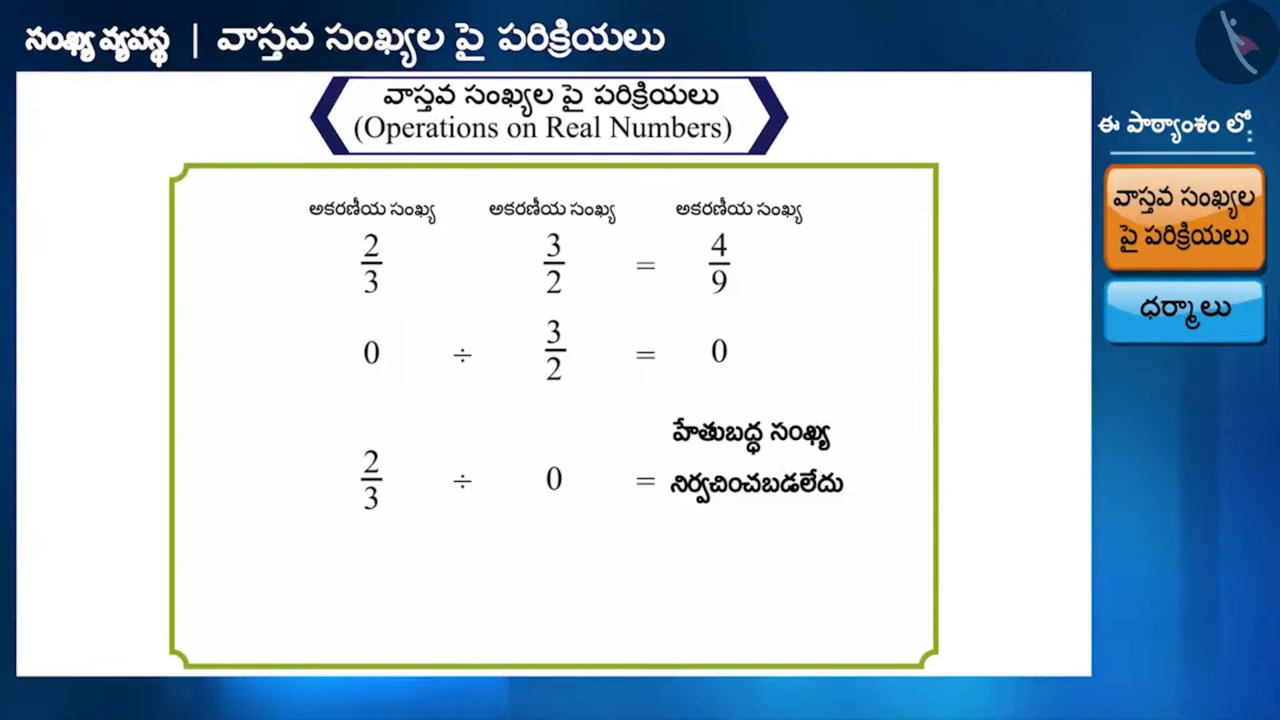 సంఖ్య వ్యవస్థ | వాస్తవ సంఖ్యల పై పరిక్రియలు
వాస్తవ సంఖ్యల పై పరిక్రియలు
(Operations on Real Numbers)
ఈ పాఠ్యాంశం లో:
వాస్తవ సంఖ్యల
పై పరిక్రియలు
ధర్మాలు
అకరణీయ సంఖ్య అకరణీయ సంఖ్య అకరణీయ సంఖ్య
2/3 3/2 = 4/9
0 ÷ 3/2 = 0
హేతుబద్ధ సంఖ్య
2/3 ÷ 0 = నిర్వచించబడలేదు